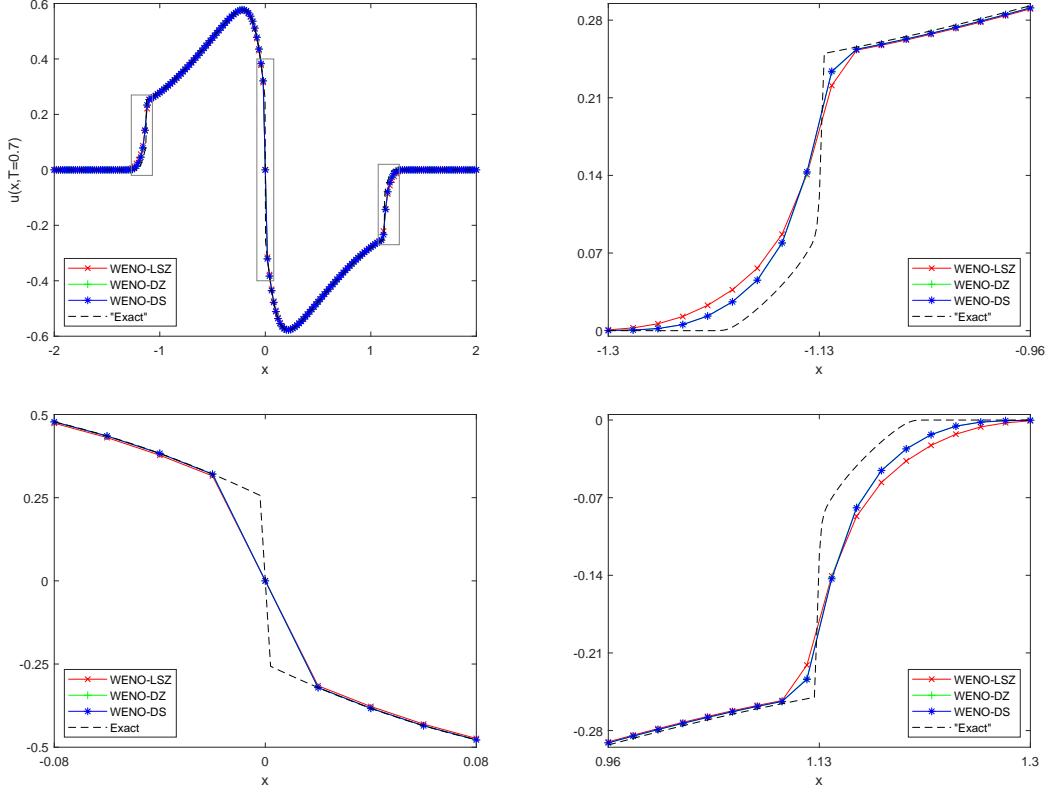 0.6
0.4
0.2
0
-0.2
-0.4
-0.6
u(x,T=0.7)
WENO-LSZ
WENO-DZ
WENO-DS
"Exact"
-2 -1 0 1 2
x
0.28
0.21
0.14
0.07
0
WENO-LSZ
WENO-DZ
WENO-DS
"Exact"
-1.3 -1.13 -0.96
x
0.5
0.25
0
-0.25
-0.5
WENO-LSZ
WENO-DZ
WENO-DS
Exact
-0.08 0 0.08
x
0
-0.07
-0.14
-0.21
-0.28
WENO-LSZ
WENO-DZ
WENO-DS
"Exact"
0.96 1.13 1.3
x